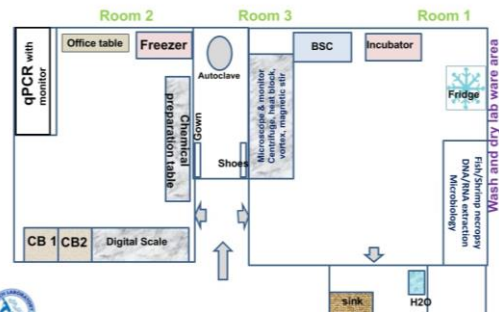 Room 2
Room 3
Room 1
qPCR with
monitor
Office table
Freezer
Autoclave
BSC
Incubator
Fridge
Wash and dry lab ware area
Chemical
preparation table
Gown
Shoes
Microscope & monitor
Centrifuge, heat block,
vortex, magnetic stir
Fish/Shrimp necropsy
DNA/RNA extraction
Microbiology
CB 1
CB2
Digital Scale
sink
H2O